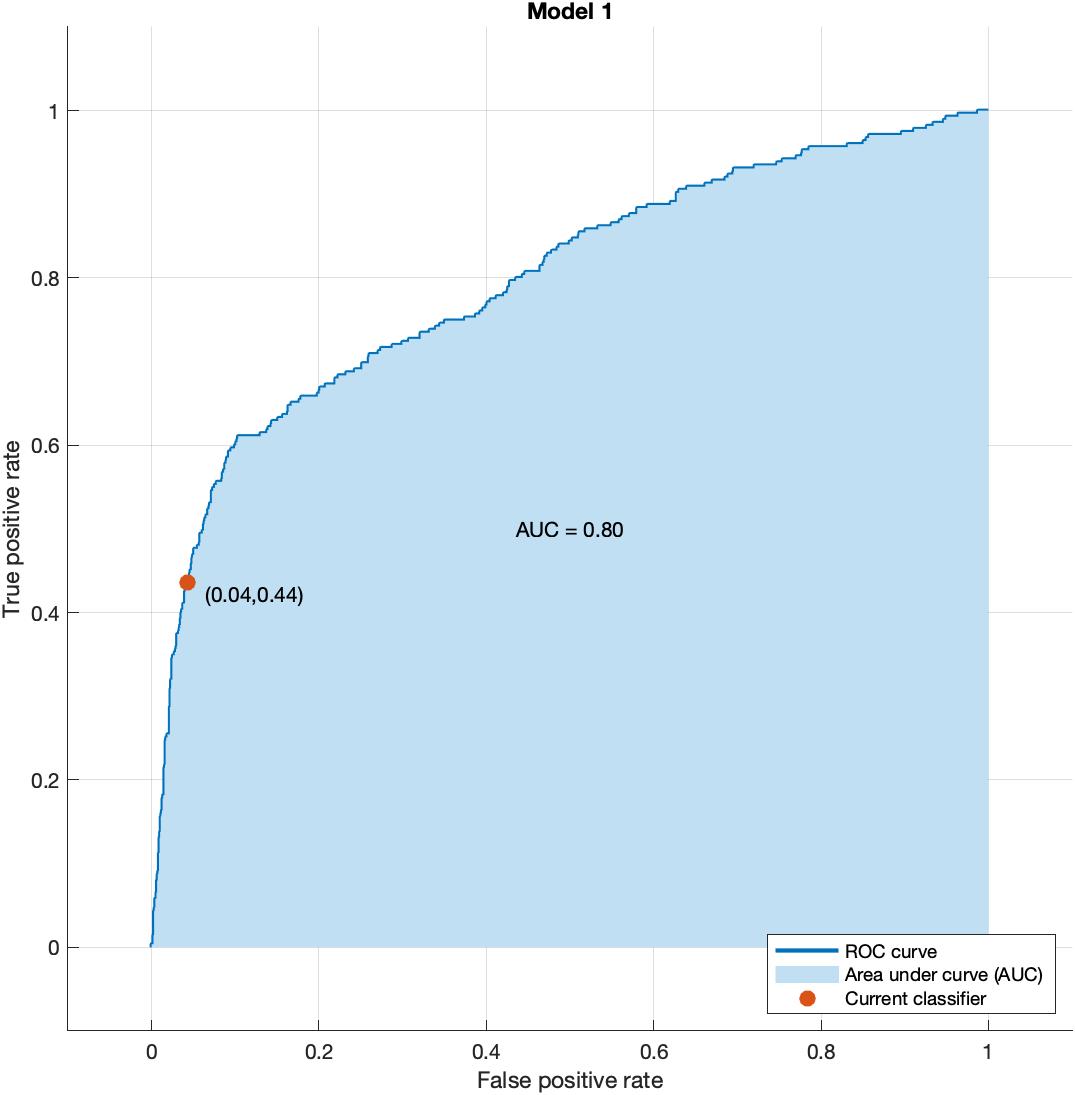 Model 1
1
0.8
0.6
0.4
0.2
0
True positive rate
AUC = 0.80
(0.04,0.44)
ROC curve
Area under curve (AUC)
Current classifier
0 0.2 0.4 0.6 0.8 1
False positive rate